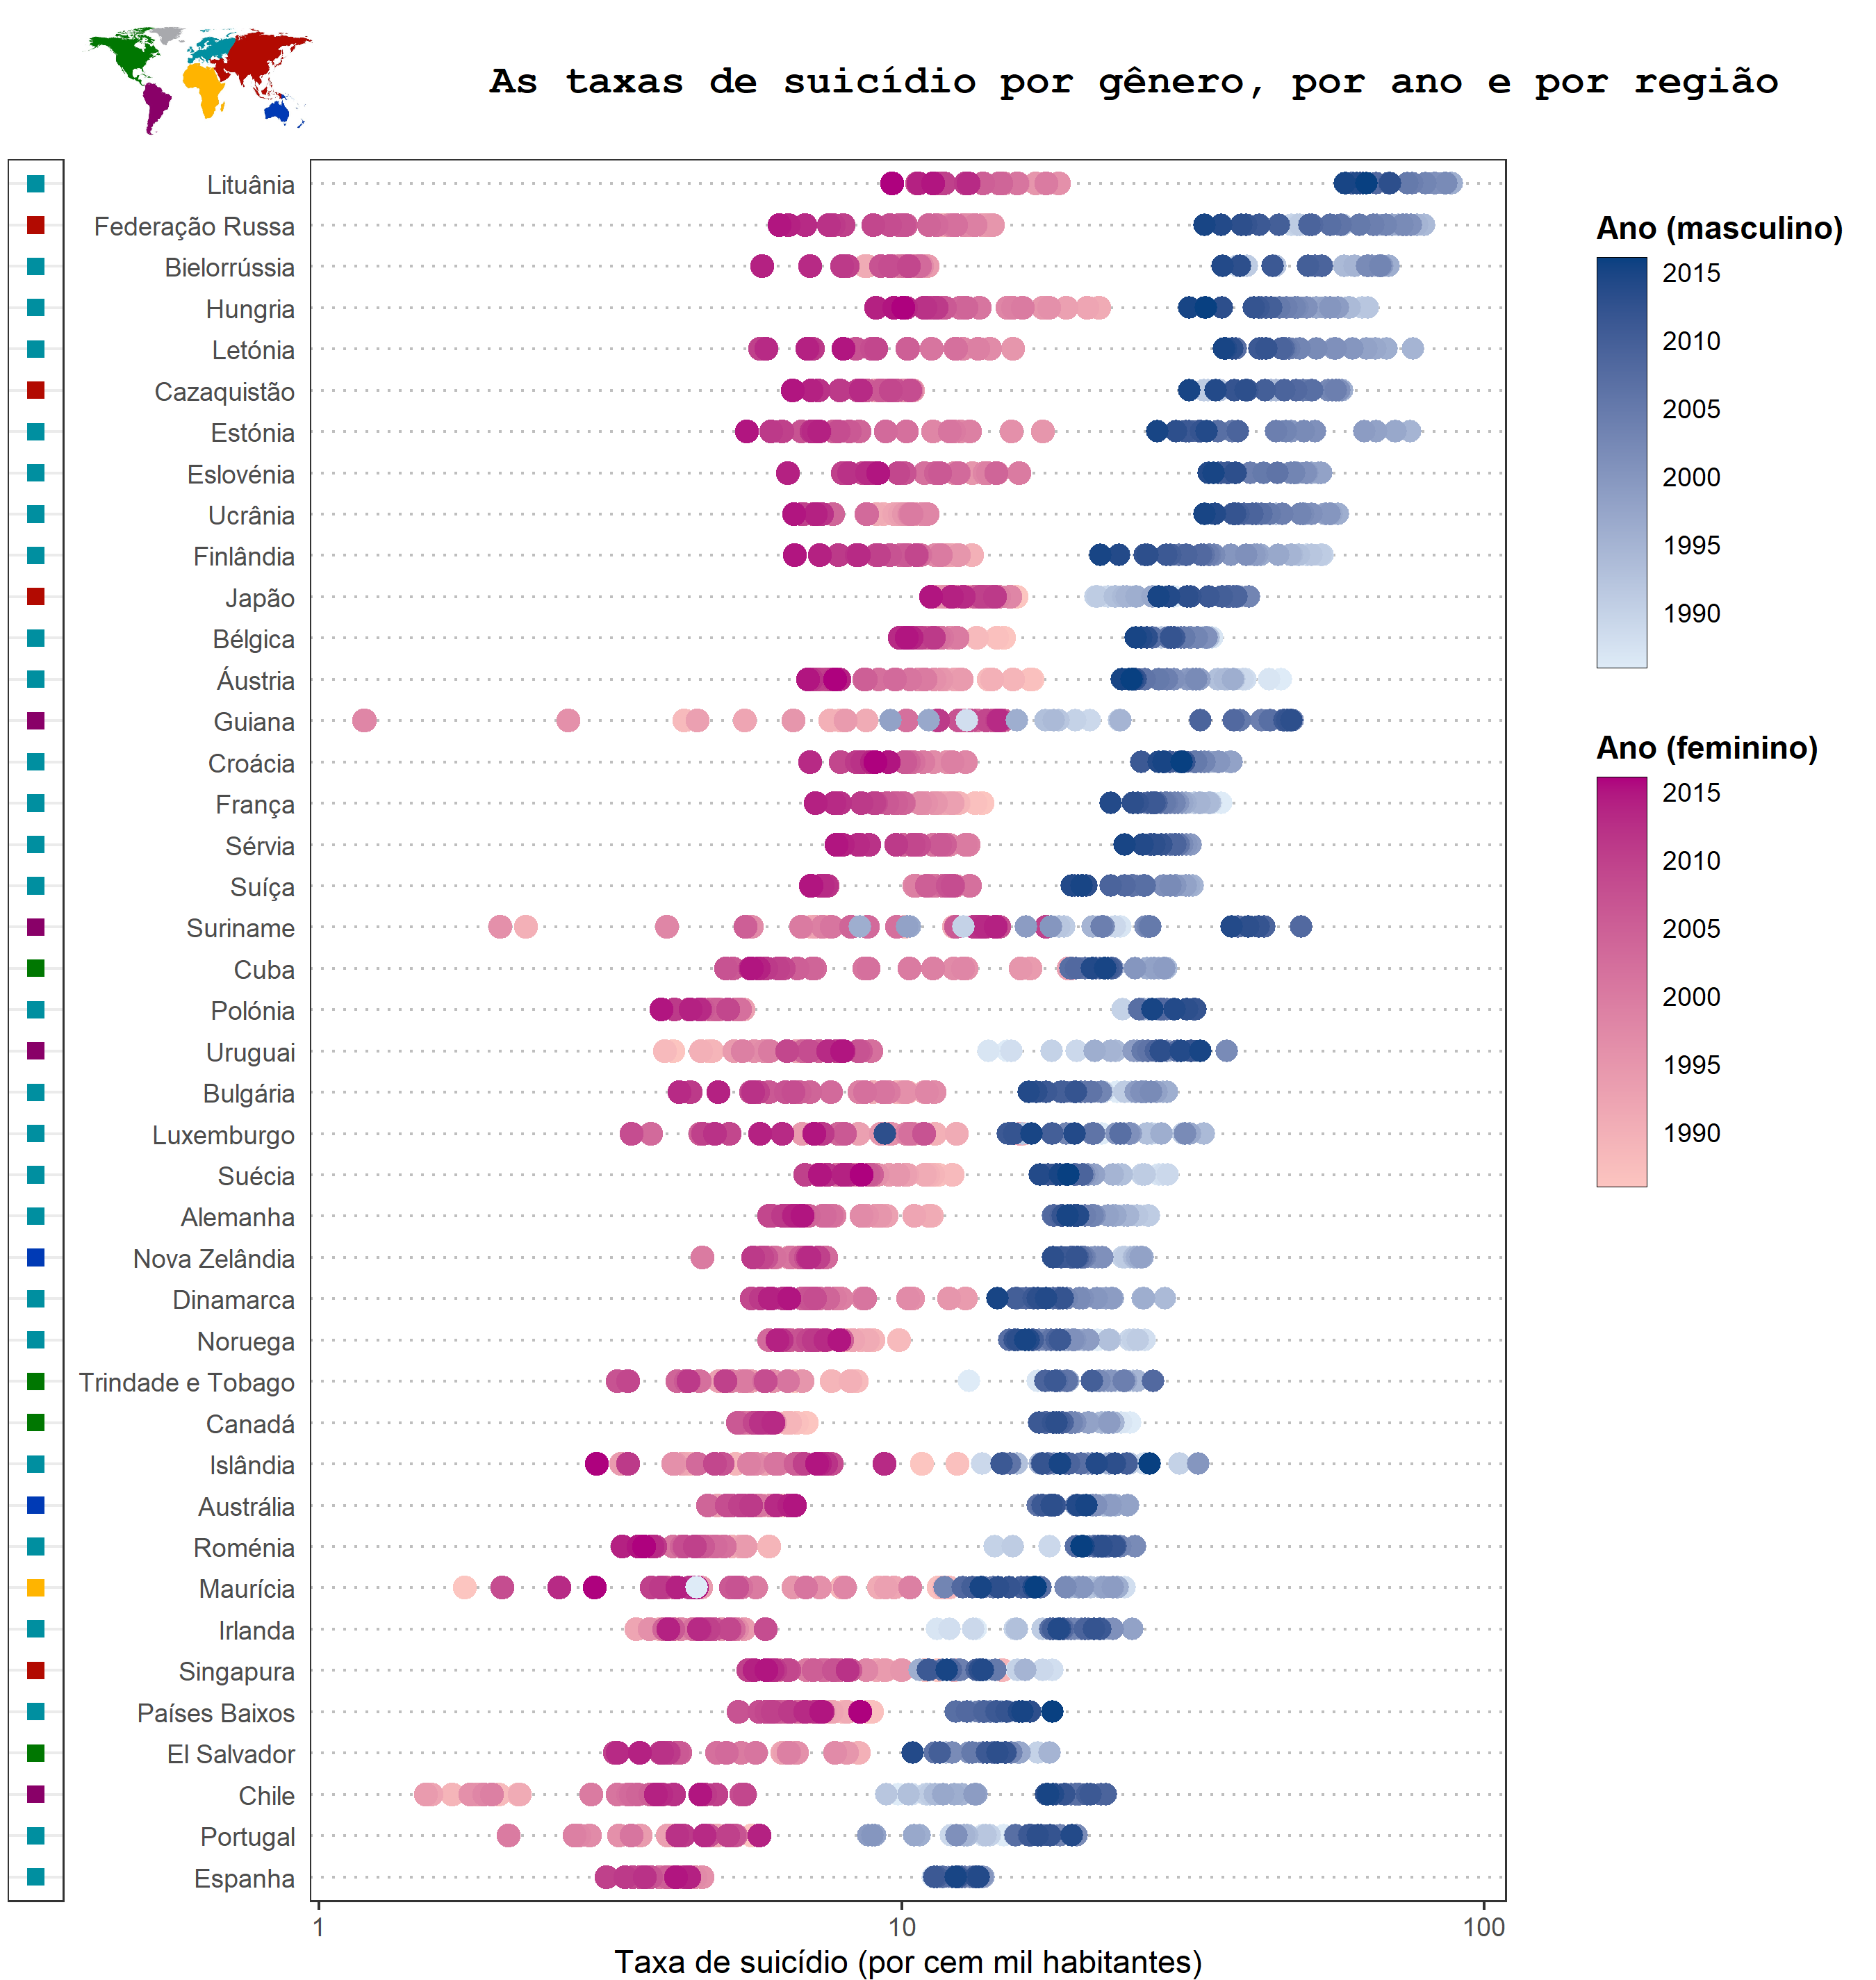 As taxas de suicídio por gênero, por ano e por região
Lituânia
Federação Russa
Bielorrússia
Hungria
Letónia
Cazaquistão
Estónia
Eslovénia
Ucrânia
Finlândia
Japão
Bélgica
Áustria
Guiana
Croácia
França
Sérvia
Suíça
Suriname
Cuba
Polónia
Uruguai
Bulgária
Luxemburgo
Suécia
Alemanha
Nova Zelândia
Dinamarca
Noruega
Trindade e Tobago
Canadá
Islândia
Austrália
Roménia
Maurícia
Irlanda
Singapura
Países Baixos
El Salvador
Chile
Portugal
Espanha
1 10 100
Taxa de suicídio (por cem mil habitantes)
Ano (masculino)
2015
2010
2005
2000
1995
1990
Ano (feminino)
2015
2010
2005
2000
1995
1990